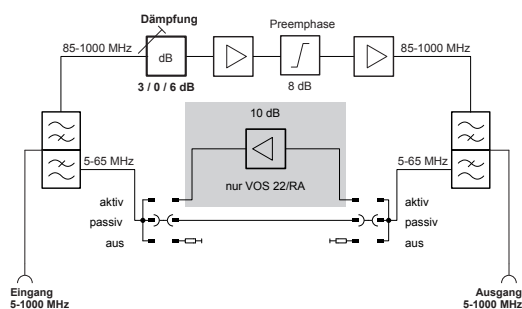 Dämpfung
Preemphase
85-1000 MHz
dB
85-1000 MHz
3 / 0 / 6 dB
8 dB
10 dB
5-65 MHz
5-65 MHz
nur VOS 22/RA
aktiv
aktiv
passiv
passiv
aus
aus
Eingang
5-1000 MHz
Ausgang
5-1000 MHz